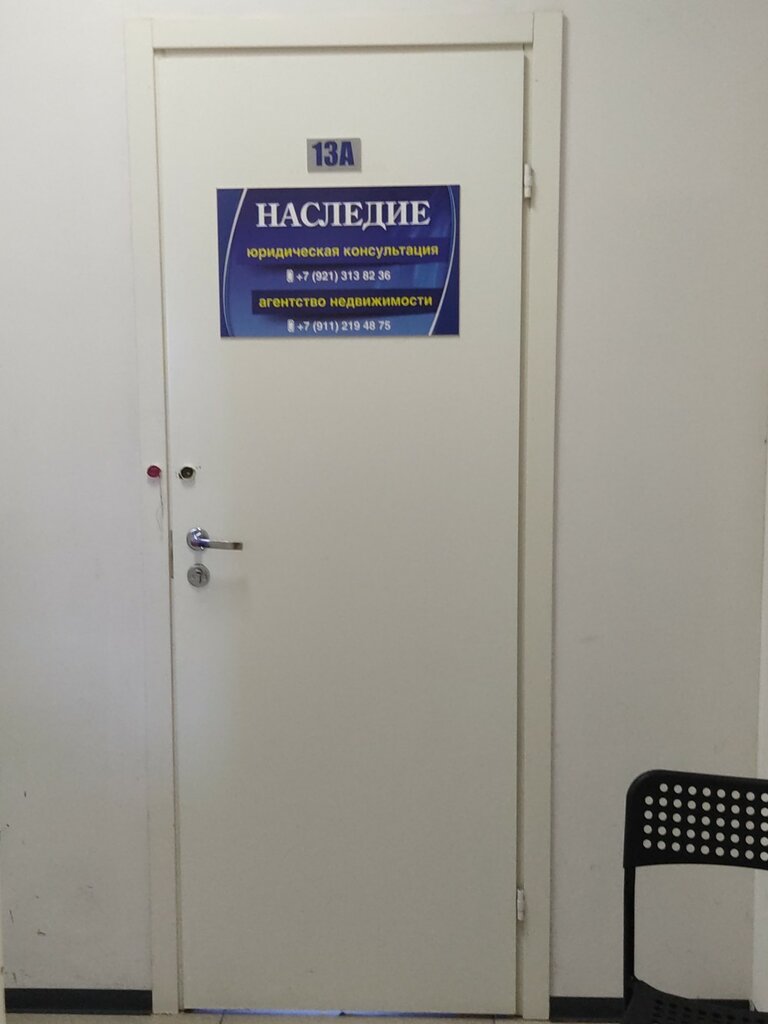 13А
НАСЛЕДИЕ
юридическая консультация
+7 (921) 313 82 36
агентство недвижимости
+7 (911) 219 48 75